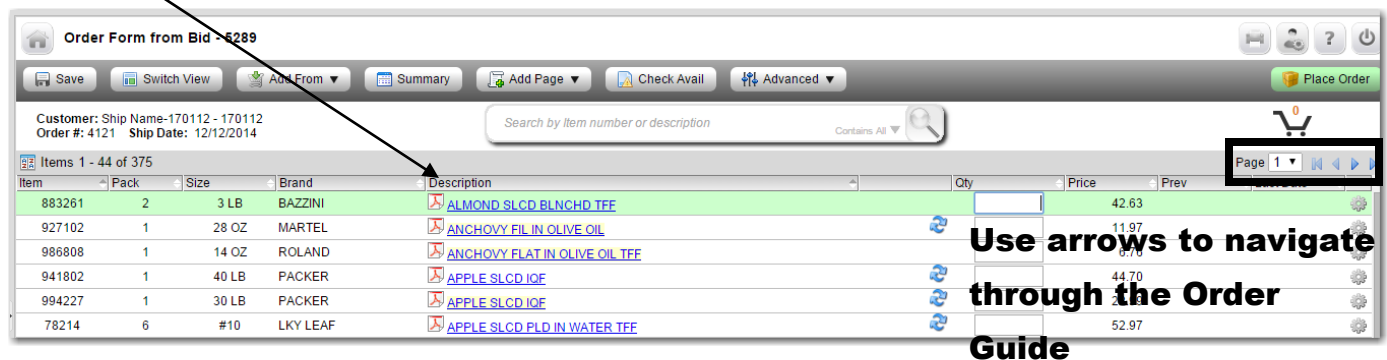 Order Form from Bid - 5289
?
Save Switch View Add From ▼ Summary Add Page ▼ Check Avail Advanced ▼ Place Order
Customer: Ship Name-170112 - 170112
Order #: 4121 Ship Date: 12/12/2014
Search by Item number or description Contains All ▼
0
Items 1 - 44 of 375 Page 1 ▼
Item Pack Size Brand Description Qty Price Prev
883261 2 3 LB BAZZINI ALMOND SLCD BLNCHD TFF 42.63
927102 1 28 OZ MARTEL ANCHOVY FIL IN OLIVE OIL 11.97
986808 1 14 OZ ROLAND ANCHOVY FLAT IN OLIVE OIL TFF
941802 1 40 LB PACKER APPLE SLCD IQF 44.70
994227 1 30 LB PACKER APPLE SLCD IQF
78214 6 #10 LKY LEAF APPLE SLCD PLD IN WATER TFF 52.97
Use arrows to navigate
through the Order
Guide